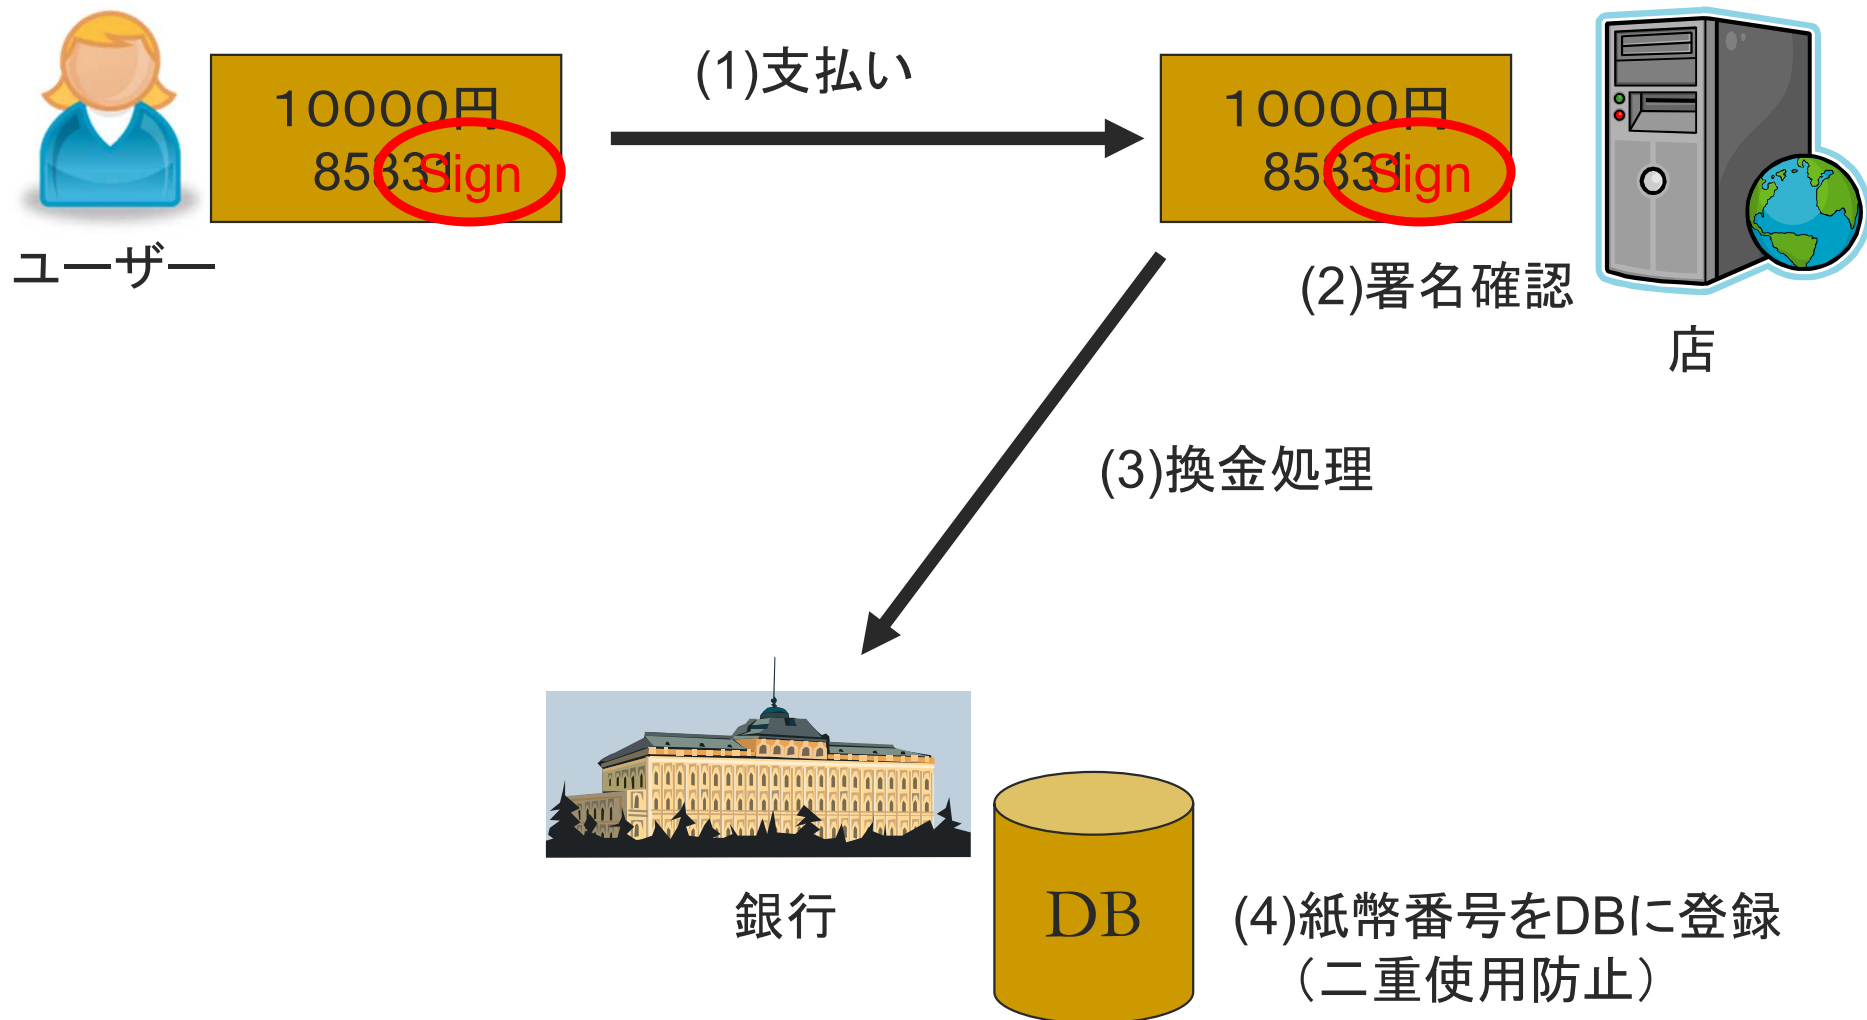 １００００円
85331
Sign
(1)支払い
１００００円
85331
Sign
ユーザー
(2)署名確認
店
(3)換金処理
銀行
DB
(4)紙幣番号をDBに登録
（二重使用防止）